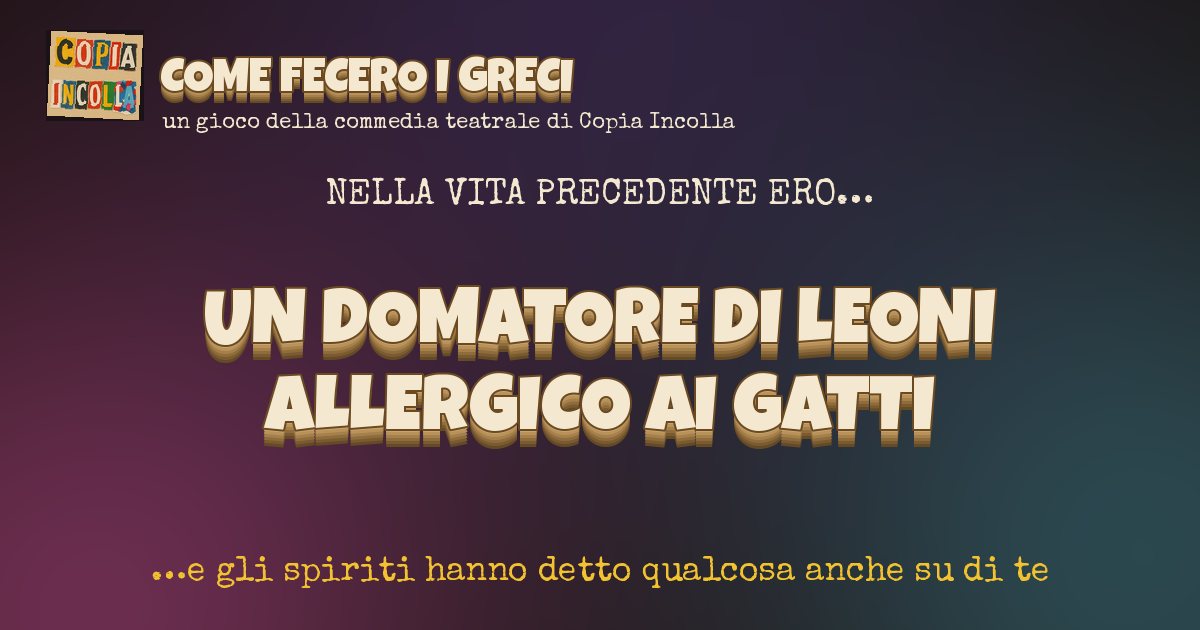 COPIA
INCOLLA
COME FECERO I GRECI
un gioco della commedia teatrale di Copia Incolla
NELLA VITA PRECEDENTE ERO...
UN DOMATORE DI LEONI
ALLERGICO AI GATTI
...e gli spiriti hanno detto qualcosa anche su di te